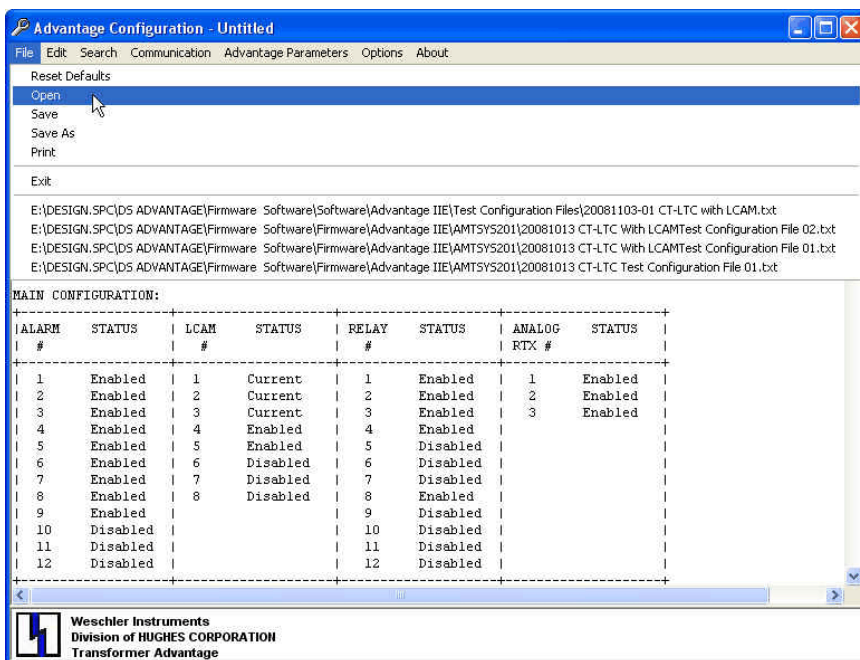 Advantage Configuration - Untitled
File Edit Search Communication Advantage Parameters Options About
Reset Defaults
Open
Save
Save As
Print
Exit
E:\DESIGN.SPC\DS ADVANTAGE\Firmware Software\Software\Advantage IIE\Test Configuration Files\20081103-01 CT-LTC with LCAM.txt
E:\DESIGN.SPC\DS ADVANTAGE\Firmware Software\Firmware\Advantage IIE\AMTSYS201\20081013 CT-LTC With LCAMTest Configuration File 02.txt
E:\DESIGN.SPC\DS ADVANTAGE\Firmware Software\Firmware\Advantage IIE\AMTSYS201\20081013 CT-LTC With LCAMTest Configuration File 01.txt
E:\DESIGN.SPC\DS ADVANTAGE\Firmware Software\Firmware\Advantage IIE\AMTSYS201\20081013 CT-LTC Test Configuration File 01.txt
MAIN CONFIGURATION:
+------------------+-------------------+-------------------+-------------------+
|ALARM STATUS | LCAM STATUS | RELAY STATUS | ANALOG STATUS |
| # | # | # | RTX # |
+------------------+-------------------+-------------------+-------------------+
| 1 Enabled | 1 Current | 1 Enabled | 1 Enabled |
| 2 Enabled | 2 Current | 2 Enabled | 2 Enabled |
| 3 Enabled | 3 Current | 3 Enabled | 3 Enabled |
| 4 Enabled | 4 Enabled | 4 Enabled | |
| 5 Enabled | 5 Enabled | 5 Disabled | |
| 6 Enabled | 6 Disabled | 6 Disabled | |
| 7 Enabled | 7 Disabled | 7 Disabled | |
| 8 Enabled | 8 Disabled | 8 Enabled | |
| 9 Enabled | | 9 Disabled | |
| 10 Disabled | | 10 Disabled | |
| 11 Disabled | | 11 Disabled | |
| 12 Disabled | | 12 Disabled | |
+------------------+-------------------+-------------------+-------------------+
Weschler Instruments
Division of HUGHES CORPORATION
Transformer Advantage